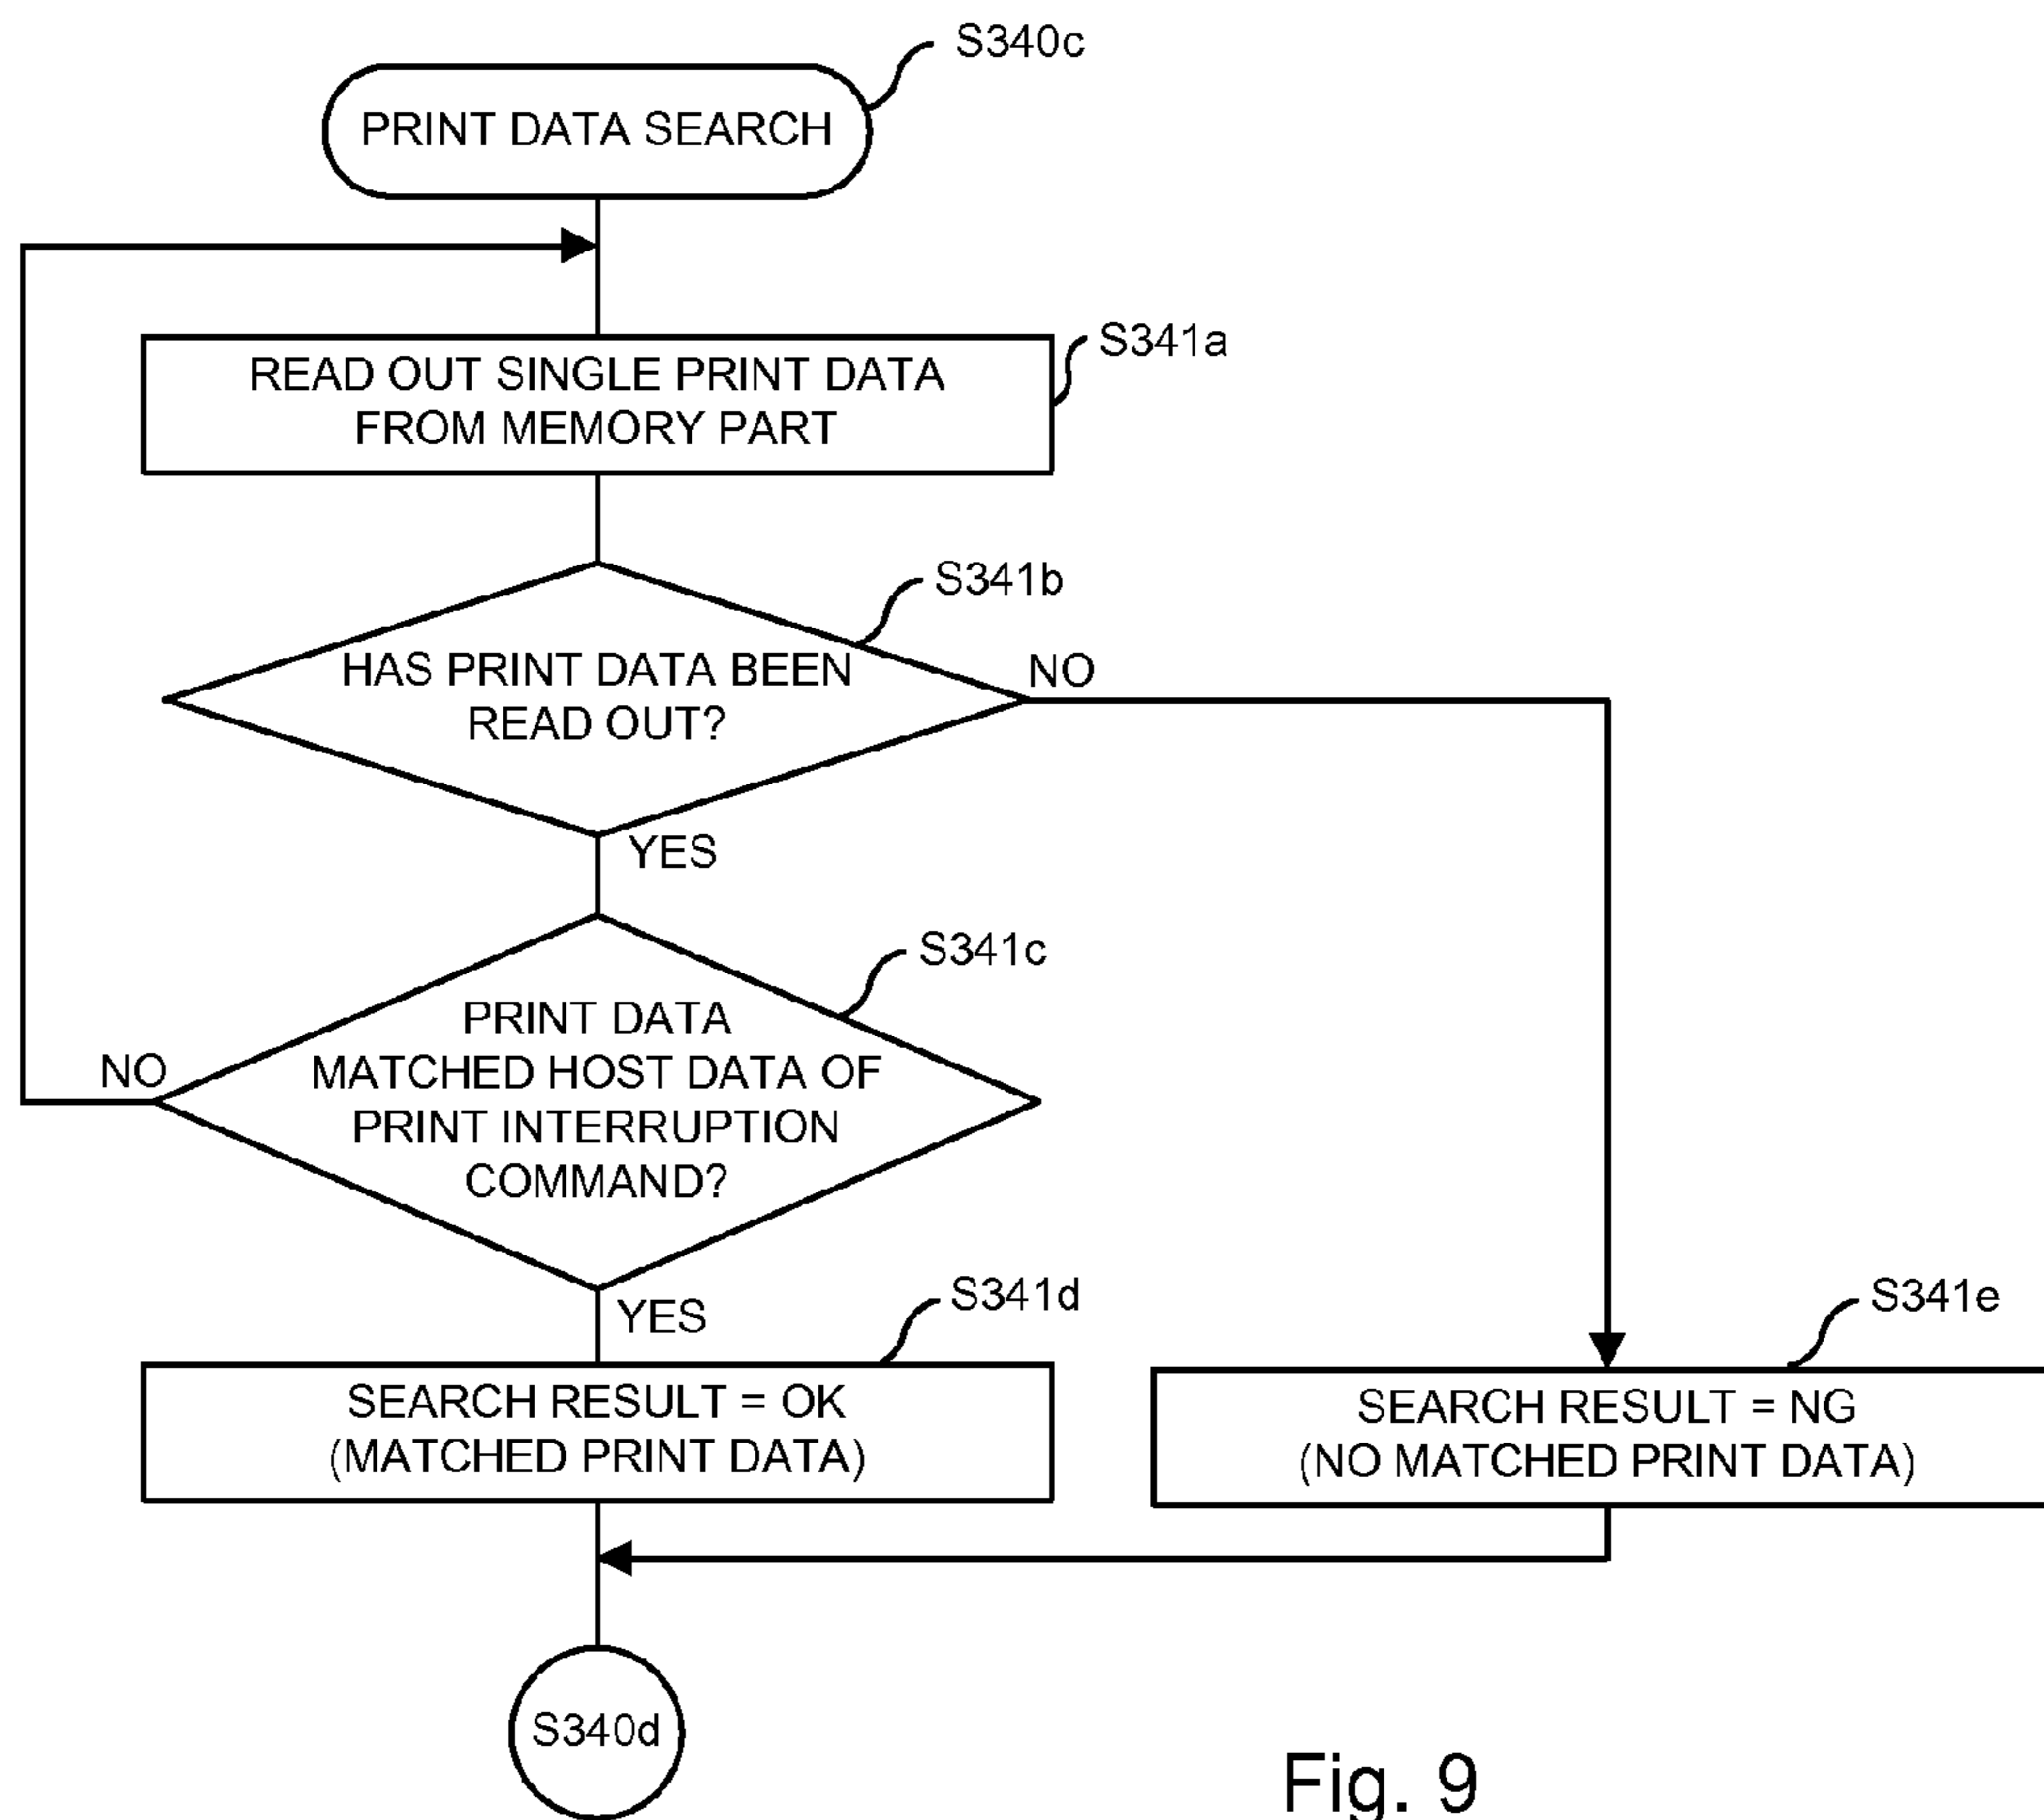 S340c
PRINT DATA SEARCH
S341a
READ OUT SINGLE PRINT DATA
FROM MEMORY PART
S341b
HAS PRINT DATA BEEN
READ OUT?
NO
YES
S341c
PRINT DATA
MATCHED HOST DATA OF
PRINT INTERRUPTION
COMMAND?
NO
YES
S341d
SEARCH RESULT = OK
(MATCHED PRINT DATA)
S341e
SEARCH RESULT = NG
(NO MATCHED PRINT DATA)
S340d
Fig. 9